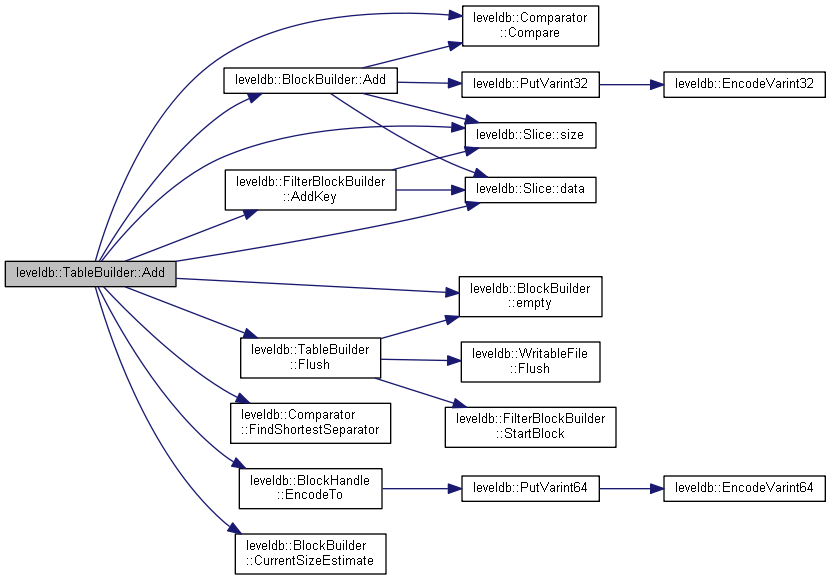 leveldb::Comparator
::Compare
leveldb::BlockBuilder::Add
leveldb::PutVarint32
leveldb::EncodeVarint32
leveldb::Slice::size
leveldb::FilterBlockBuilder
::AddKey
leveldb::Slice::data
leveldb::TableBuilder::Add
leveldb::BlockBuilder
::empty
leveldb::TableBuilder
::Flush
leveldb::WritableFile
::Flush
leveldb::Comparator
::FindShortestSeparator
leveldb::FilterBlockBuilder
::StartBlock
leveldb::BlockHandle
::EncodeTo
leveldb::PutVarint64
leveldb::EncodeVarint64
leveldb::BlockBuilder
::CurrentSizeEstimate